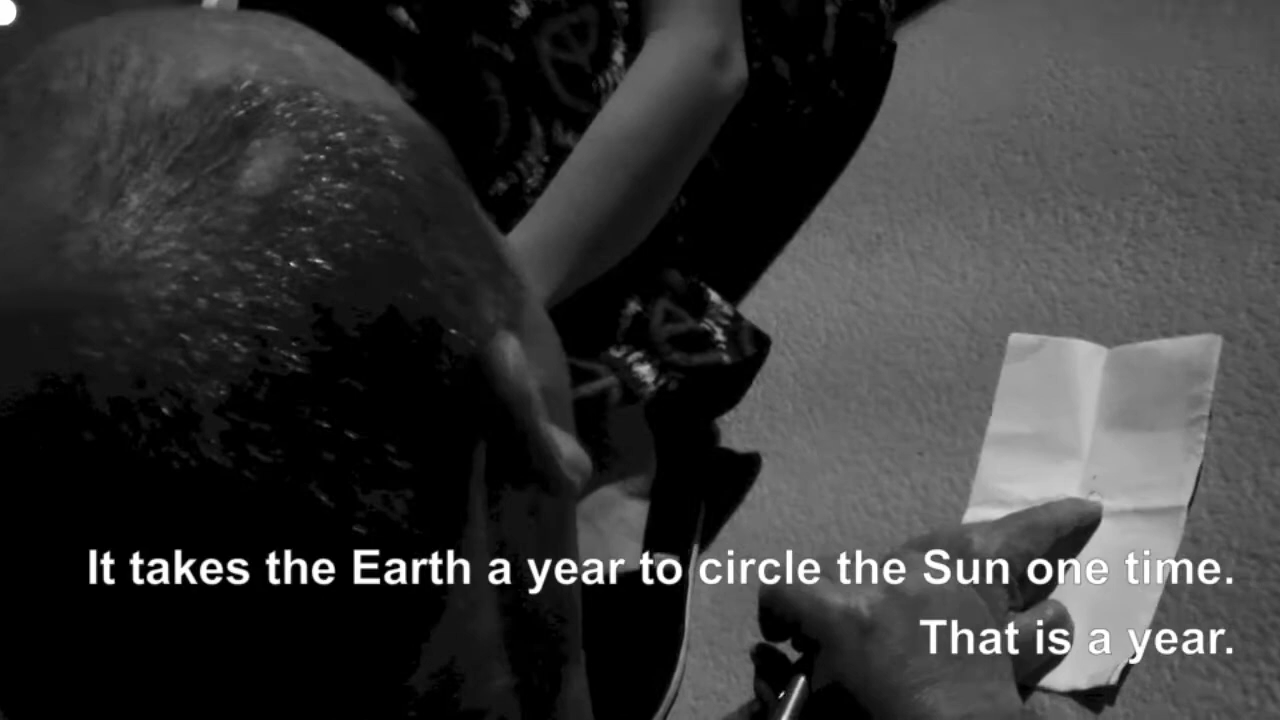 It takes the Earth a year to circle the Sun one time.
That is a year.